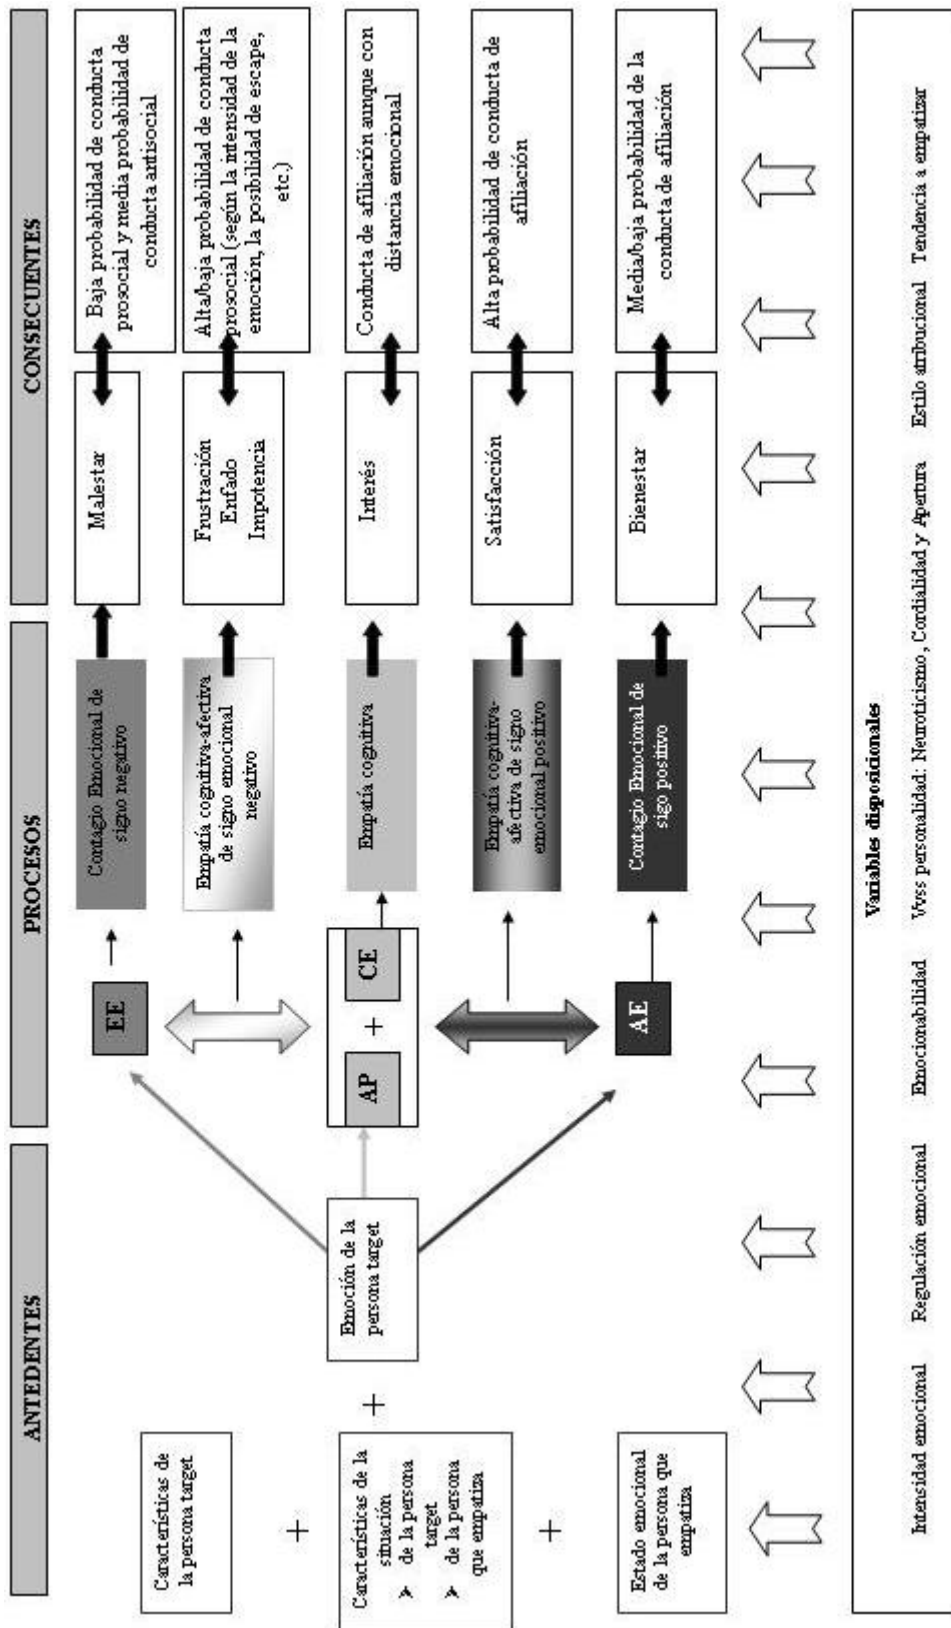 ANTEDENTES
PROCESOS
CONSECUENTES
Características de
la persona target
+
Características de la
situación
➤ de la persona
target
➤ de la persona
que empatiza
+
Estado emocional
de la persona que
empatiza
+
Emoción de la
persona target
EE
AP + CE
AE
Contagio Emocional de
signo negativo
Empatía cognitiva-afectiva
de signo emocional
negativo
Empatía cognitiva
Empatía cognitiva-
afectiva de signo
emocional positivo
Contagio Emocional de
sigo positivo
Malestar
Frustración
Enfado
Impotencia
Interés
Satisfacción
Bienestar
Baja probabilidad de conducta
prosocial y media probabilidad de
conducta antisocial
Alta/baja probabilidad de conducta
prosocial (según la intensidad de la
emoción, la posibilidad de escape,
etc.)
Conducta de afiliación aunque con
distancia emocional
Alta probabilidad de conducta de
afiliación
Media/baja probabilidad de la
conducta de afiliación
Variables disposicionales
Intensidad emocional Regulación emocional Emocionabilidad Vvss personalidad: Neuroticismo, Cordialidad y Apertura Estilo atribucional Tendencia a empatizar